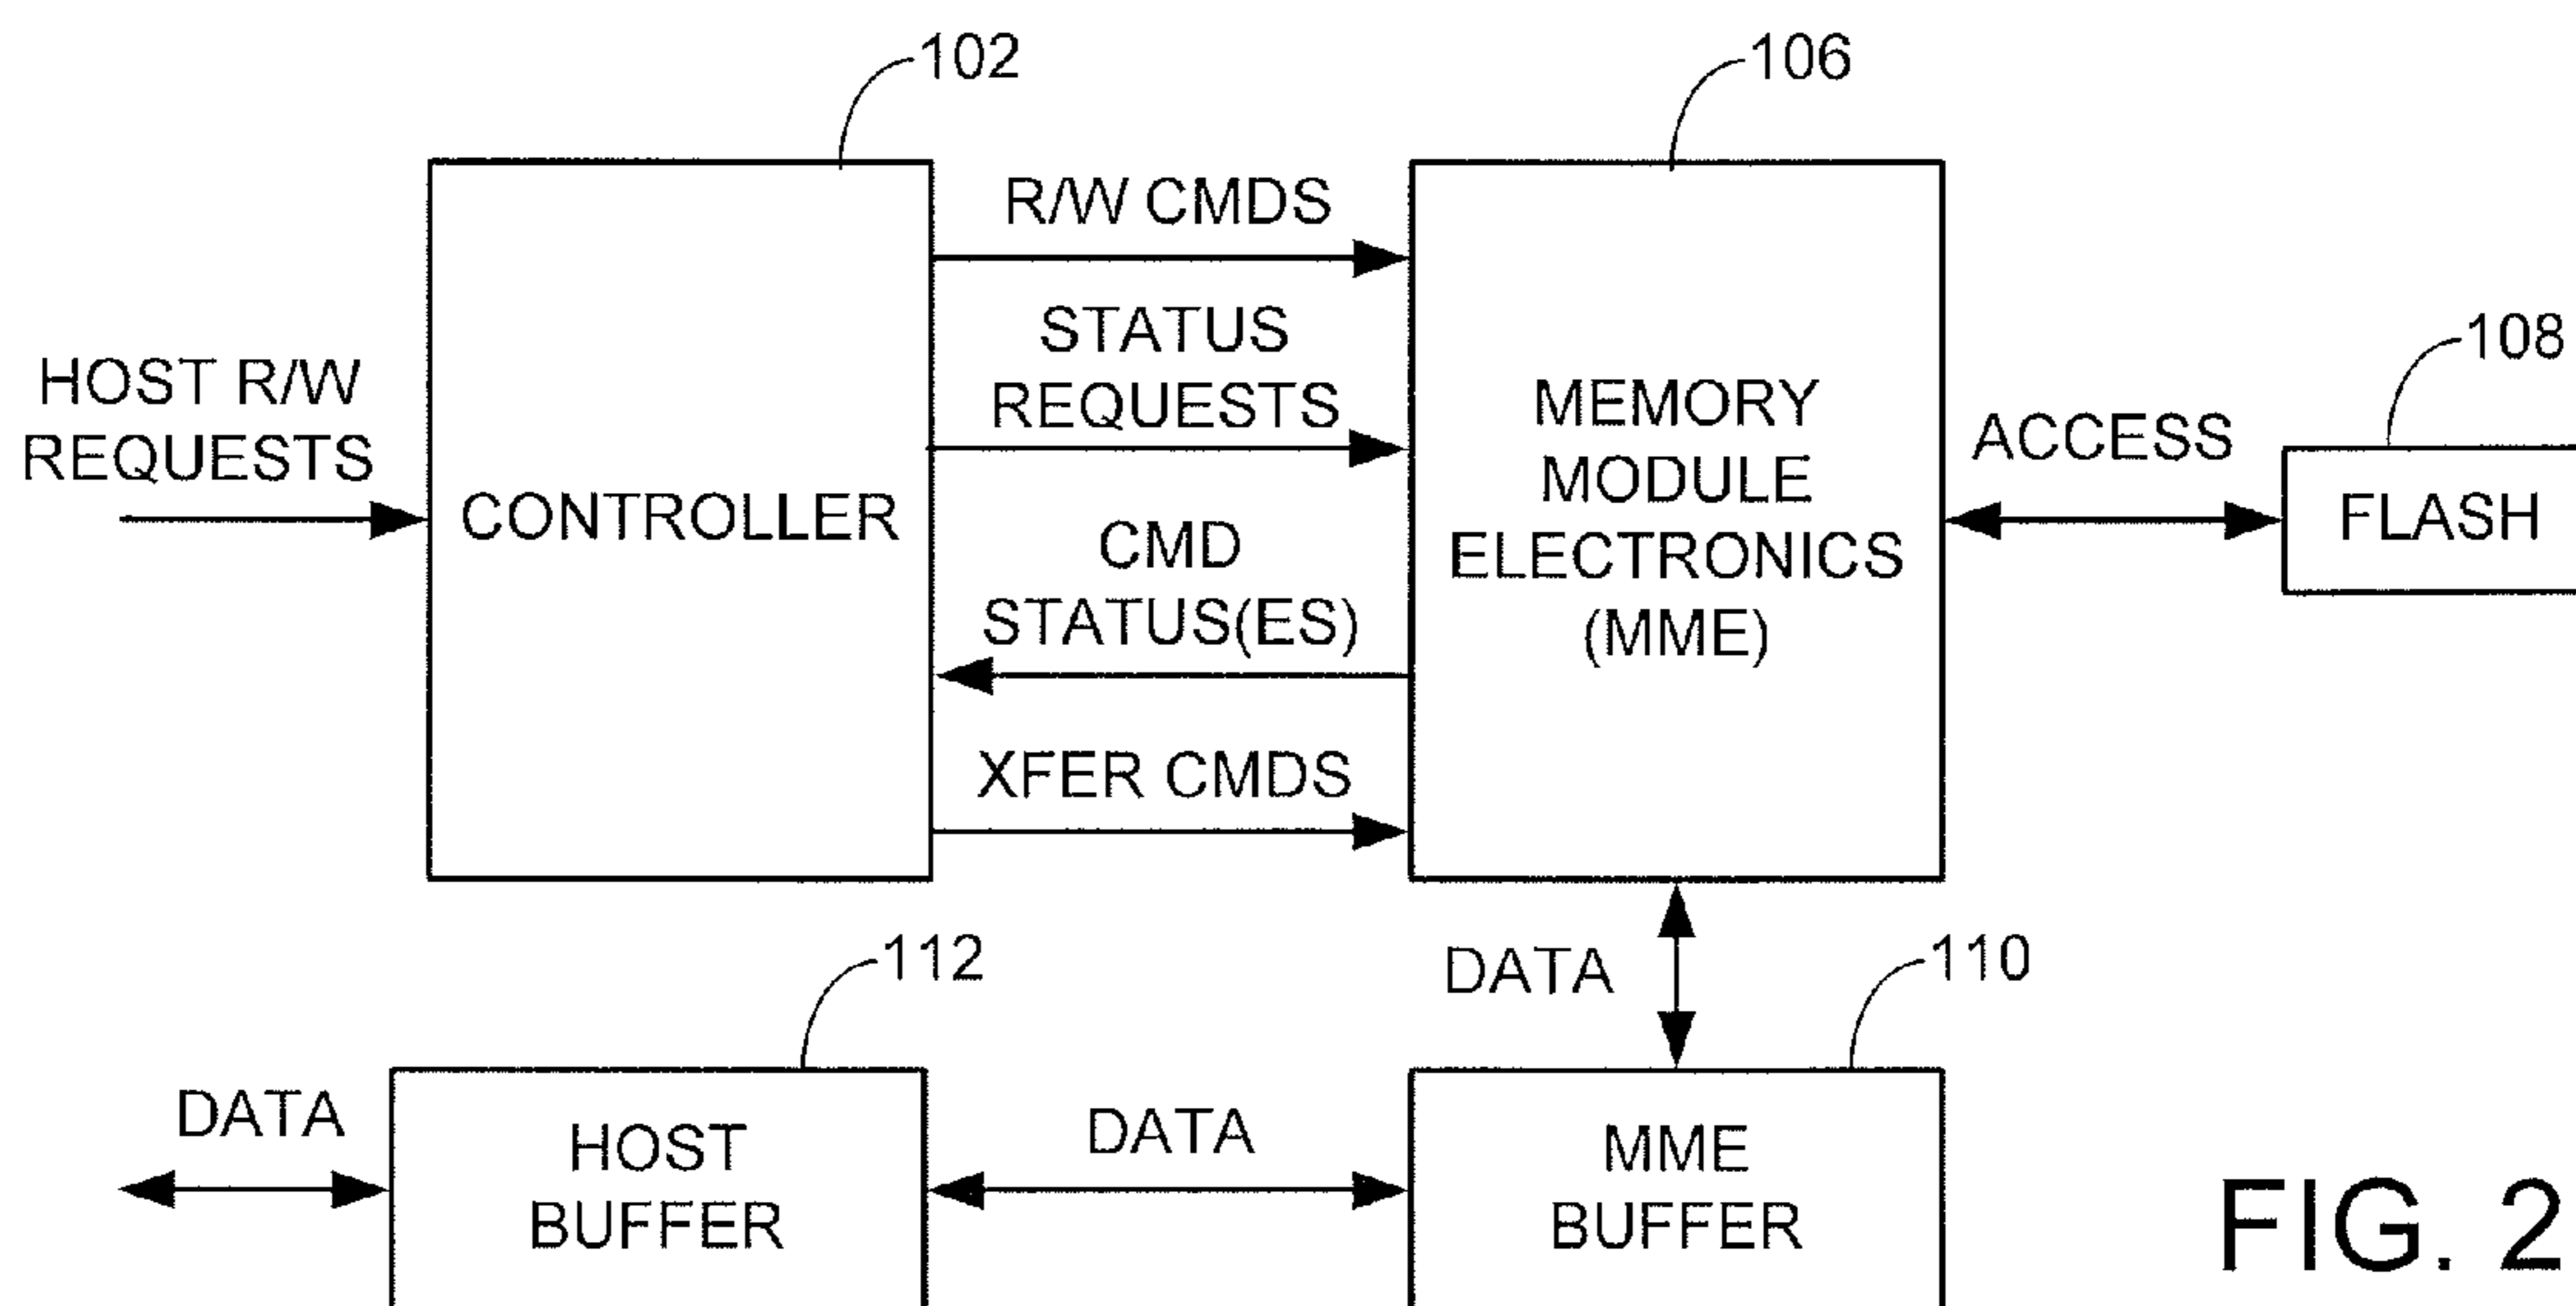 102
106
R/W CMDS
STATUS
REQUESTS
HOST R/W
REQUESTS
CONTROLLER
CMD
STATUS(ES)
XFER CMDS
MEMORY
MODULE
ELECTRONICS
(MME)
ACCESS
108
FLASH
DATA
112
110
DATA
HOST
BUFFER
DATA
MME
BUFFER
FIG. 2